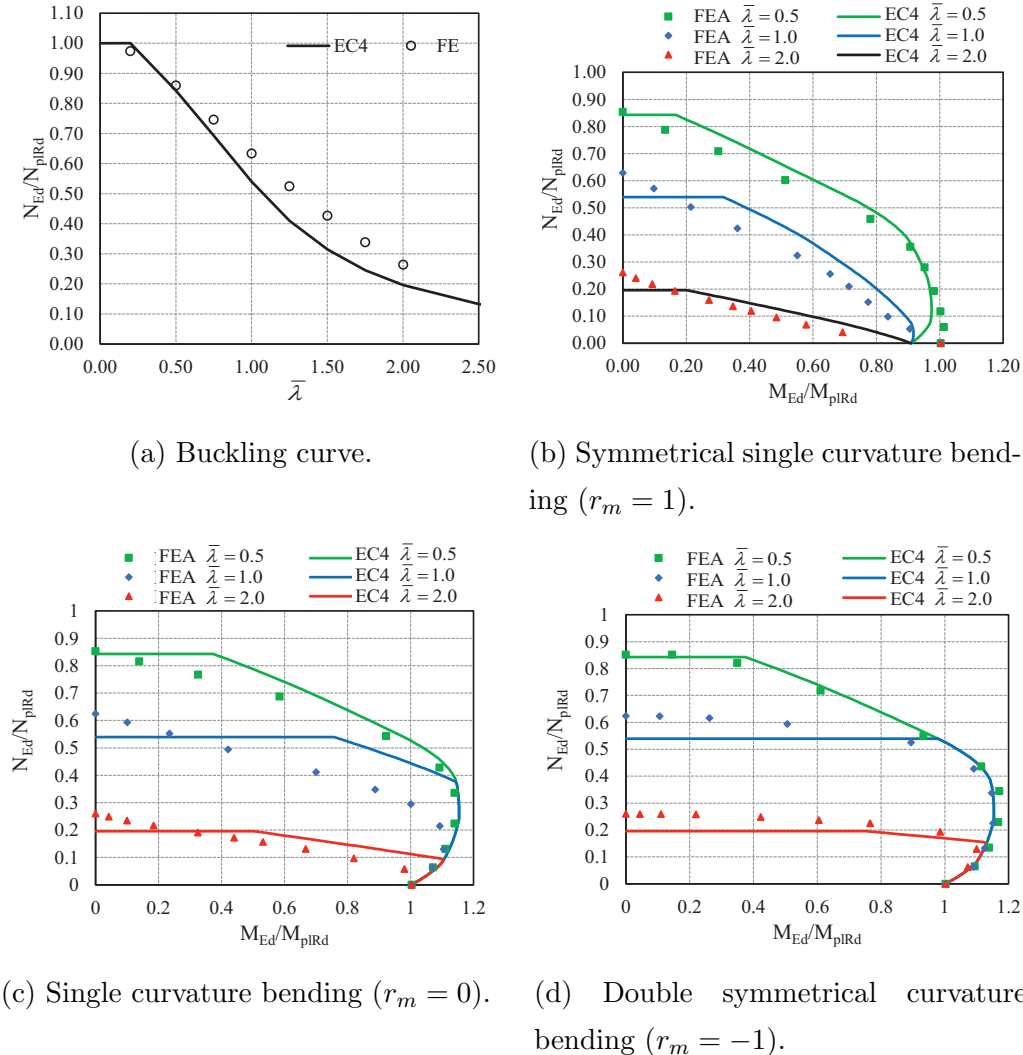 EC4 FE
1.00
0.90
0.80
0.70
0.60
0.50
0.40
0.30
0.20
0.10
0.00
N_Ed/N_plRd
0.00 0.50 1.00 1.50 2.00 2.50
λ̅
(a) Buckling curve.
FEA λ̅ = 0.5 EC4 λ̅ = 0.5
FEA λ̅ = 1.0 EC4 λ̅ = 1.0
FEA λ̅ = 2.0 EC4 λ̅ = 2.0
1.00
0.90
0.80
0.70
0.60
0.50
0.40
0.30
0.20
0.10
0.00
N_Ed/N_plRd
0.00 0.20 0.40 0.60 0.80 1.00 1.20
M_Ed/M_plRd
(b) Symmetrical single curvature bend-
ing (r_m = 1).
FEA λ̅ = 0.5 EC4 λ̅ = 0.5
FEA λ̅ = 1.0 EC4 λ̅ = 1.0
FEA λ̅ = 2.0 EC4 λ̅ = 2.0
1
0.9
0.8
0.7
0.6
0.5
0.4
0.3
0.2
0.1
0
N_Ed/N_plRd
0 0.2 0.4 0.6 0.8 1 1.2
M_Ed/M_plRd
(c) Single curvature bending (r_m = 0).
FEA λ̅ = 0.5 EC4 λ̅ = 0.5
FEA λ̅ = 1.0 EC4 λ̅ = 1.0
FEA λ̅ = 2.0 EC4 λ̅ = 2.0
1
0.9
0.8
0.7
0.6
0.5
0.4
0.3
0.2
0.1
0
N_Ed/N_plRd
0 0.2 0.4 0.6 0.8 1 1.2
M_Ed/M_plRd
(d) Double symmetrical curvature
bending (r_m = −1).